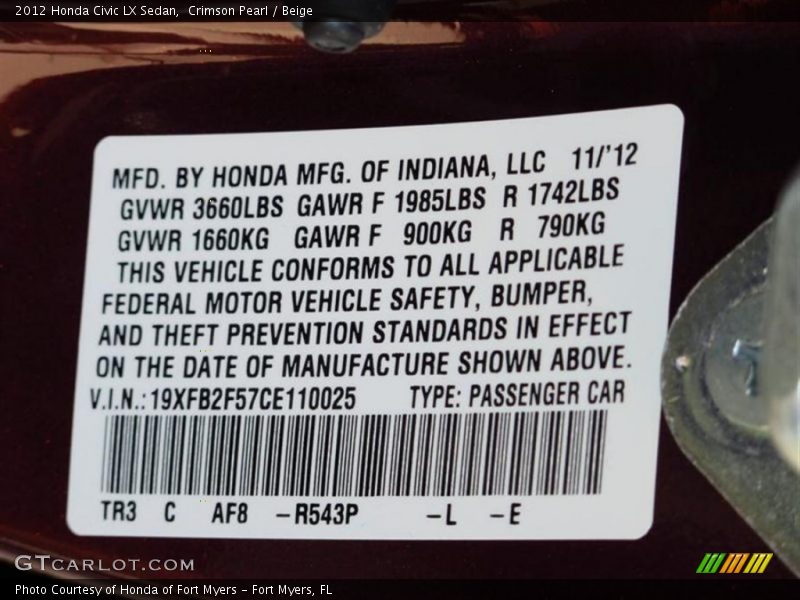 2012 Honda Civic LX Sedan,  Crimson Pearl / Beige
MFD. BY HONDA MFG. OF INDIANA, LLC 11/'12
GVWR 3660LBS GAWR F 1985LBS R 1742LBS
GVWR 1660KG GAWR F 900KG R 790KG
THIS VEHICLE CONFORMS TO ALL APPLICABLE
FEDERAL MOTOR VEHICLE SAFETY, BUMPER,
AND THEFT PREVENTION STANDARDS IN EFFECT
ON THE DATE OF MANUFACTURE SHOWN ABOVE.
V.I.N.: 19XFB2F57CE110025 TYPE: PASSENGER CAR
TR3 C AF8 –R543P –L –E
GTCARLOT.COM
Photo Courtesy of Honda of Fort Myers – Fort Myers, FL